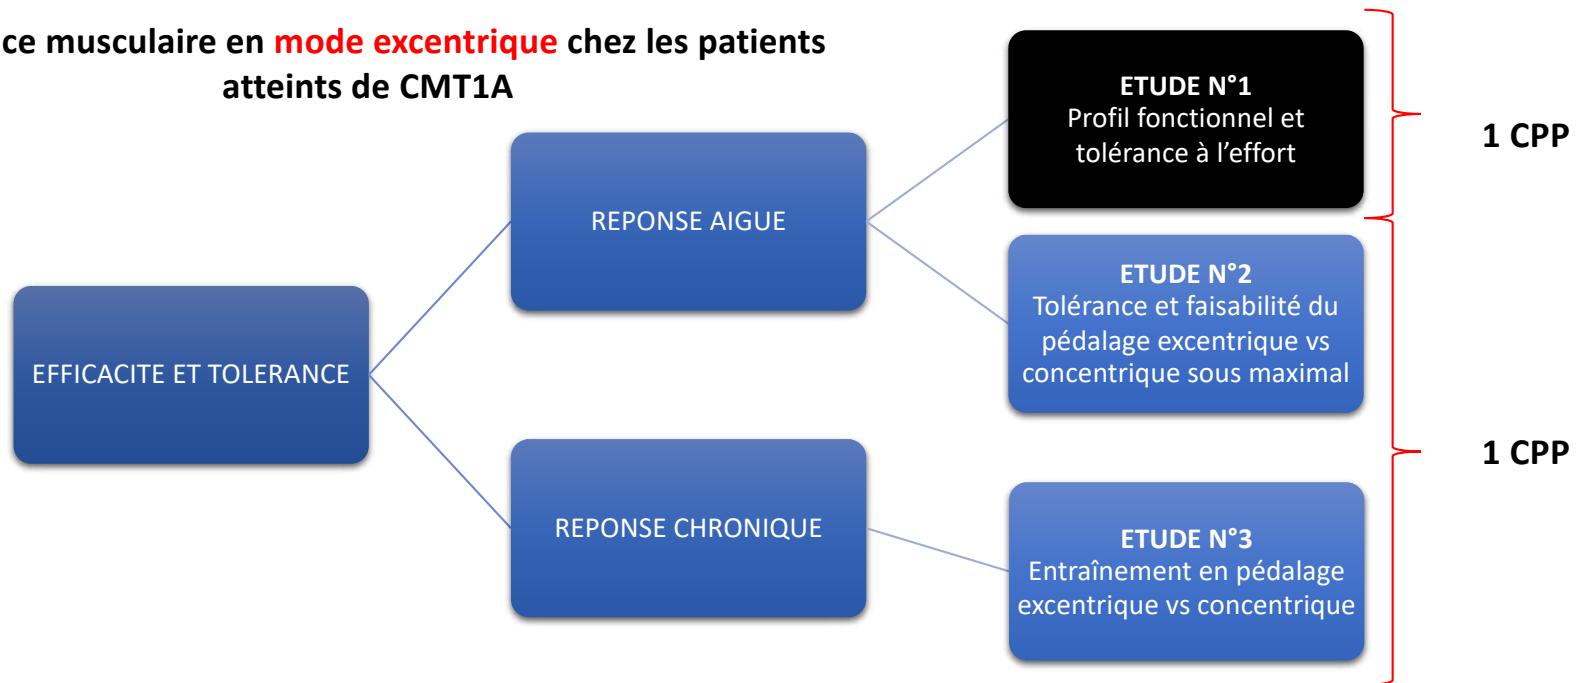 ce musculaire en mode excentrique chez les patients
atteints de CMT1A
EFFICACITE ET TOLERANCE
REPONSE AIGUE
REPONSE CHRONIQUE
ETUDE N°1
Profil fonctionnel et
tolérance à l’effort
ETUDE N°2
Tolérance et faisabilité du
pédalage excentrique vs
concentrique sous maximal
ETUDE N°3
Entraînement en pédalage
excentrique vs concentrique
1 CPP
1 CPP